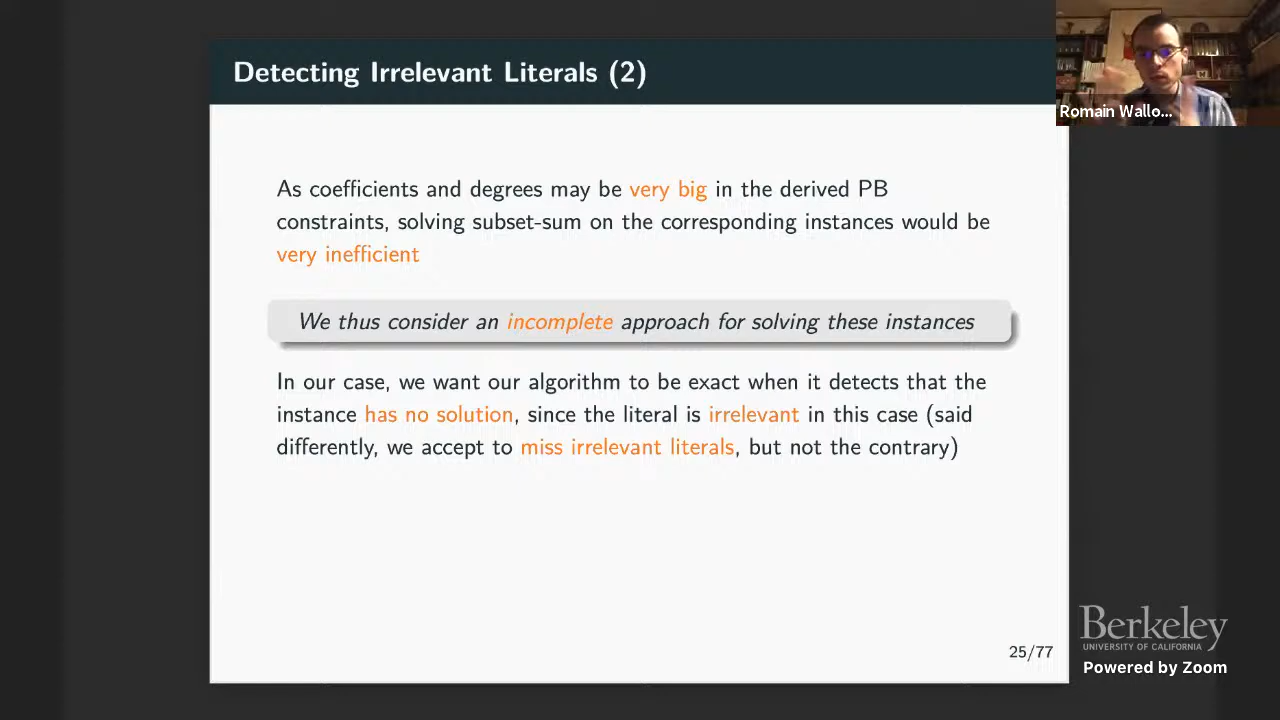 Detecting Irrelevant Literals (2)
Romain Wallo...
As coefficients and degrees may be very big in the derived PB
constraints, solving subset-sum on the corresponding instances would be
very inefficient
We thus consider an incomplete approach for solving these instances
In our case, we want our algorithm to be exact when it detects that the
instance has no solution, since the literal is irrelevant in this case (said
differently, we accept to miss irrelevant literals, but not the contrary)
25/77
Berkeley
UNIVERSITY OF CALIFORNIA
Powered by Zoom